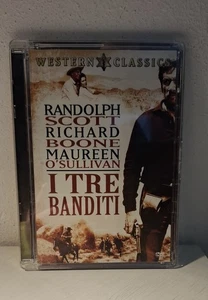 WESTERN CLASSICS
RANDOLPH
SCOTT
RICHARD
BOONE
MAUREEN
O'SULLIVAN
I TRE
BANDITI